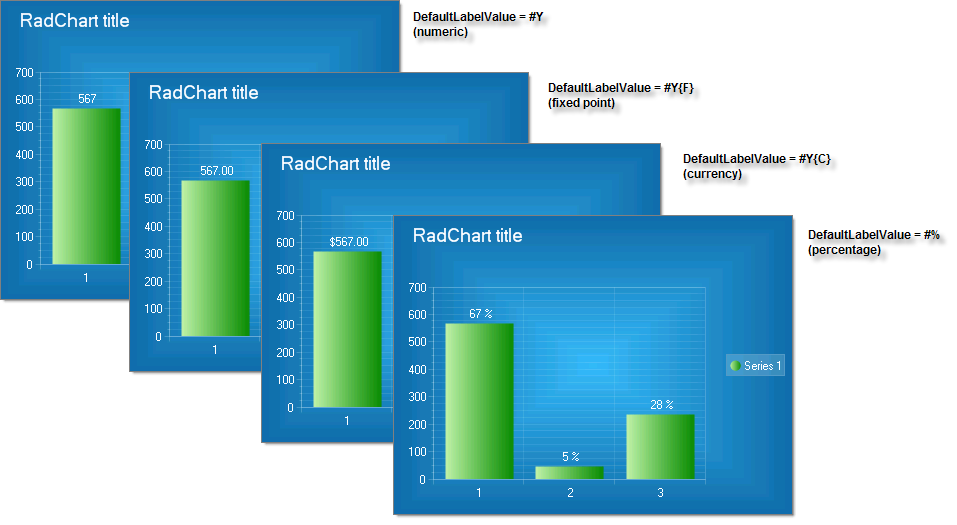 RadChart title
DefaultLabelValue = #Y
(numeric)
700
600
500
400
300
200
100
0
567
1
RadChart title
DefaultLabelValue = #Y{F}
(fixed point)
700
600
500
400
300
200
100
0
567.00
1
RadChart title
DefaultLabelValue = #Y{C}
(currency)
700
600
500
400
300
200
100
0
$567.00
1
RadChart title
DefaultLabelValue = #%
(percentage)
700
600
500
400
300
200
100
0
67 %
5 %
28 %
1 2 3
Series 1